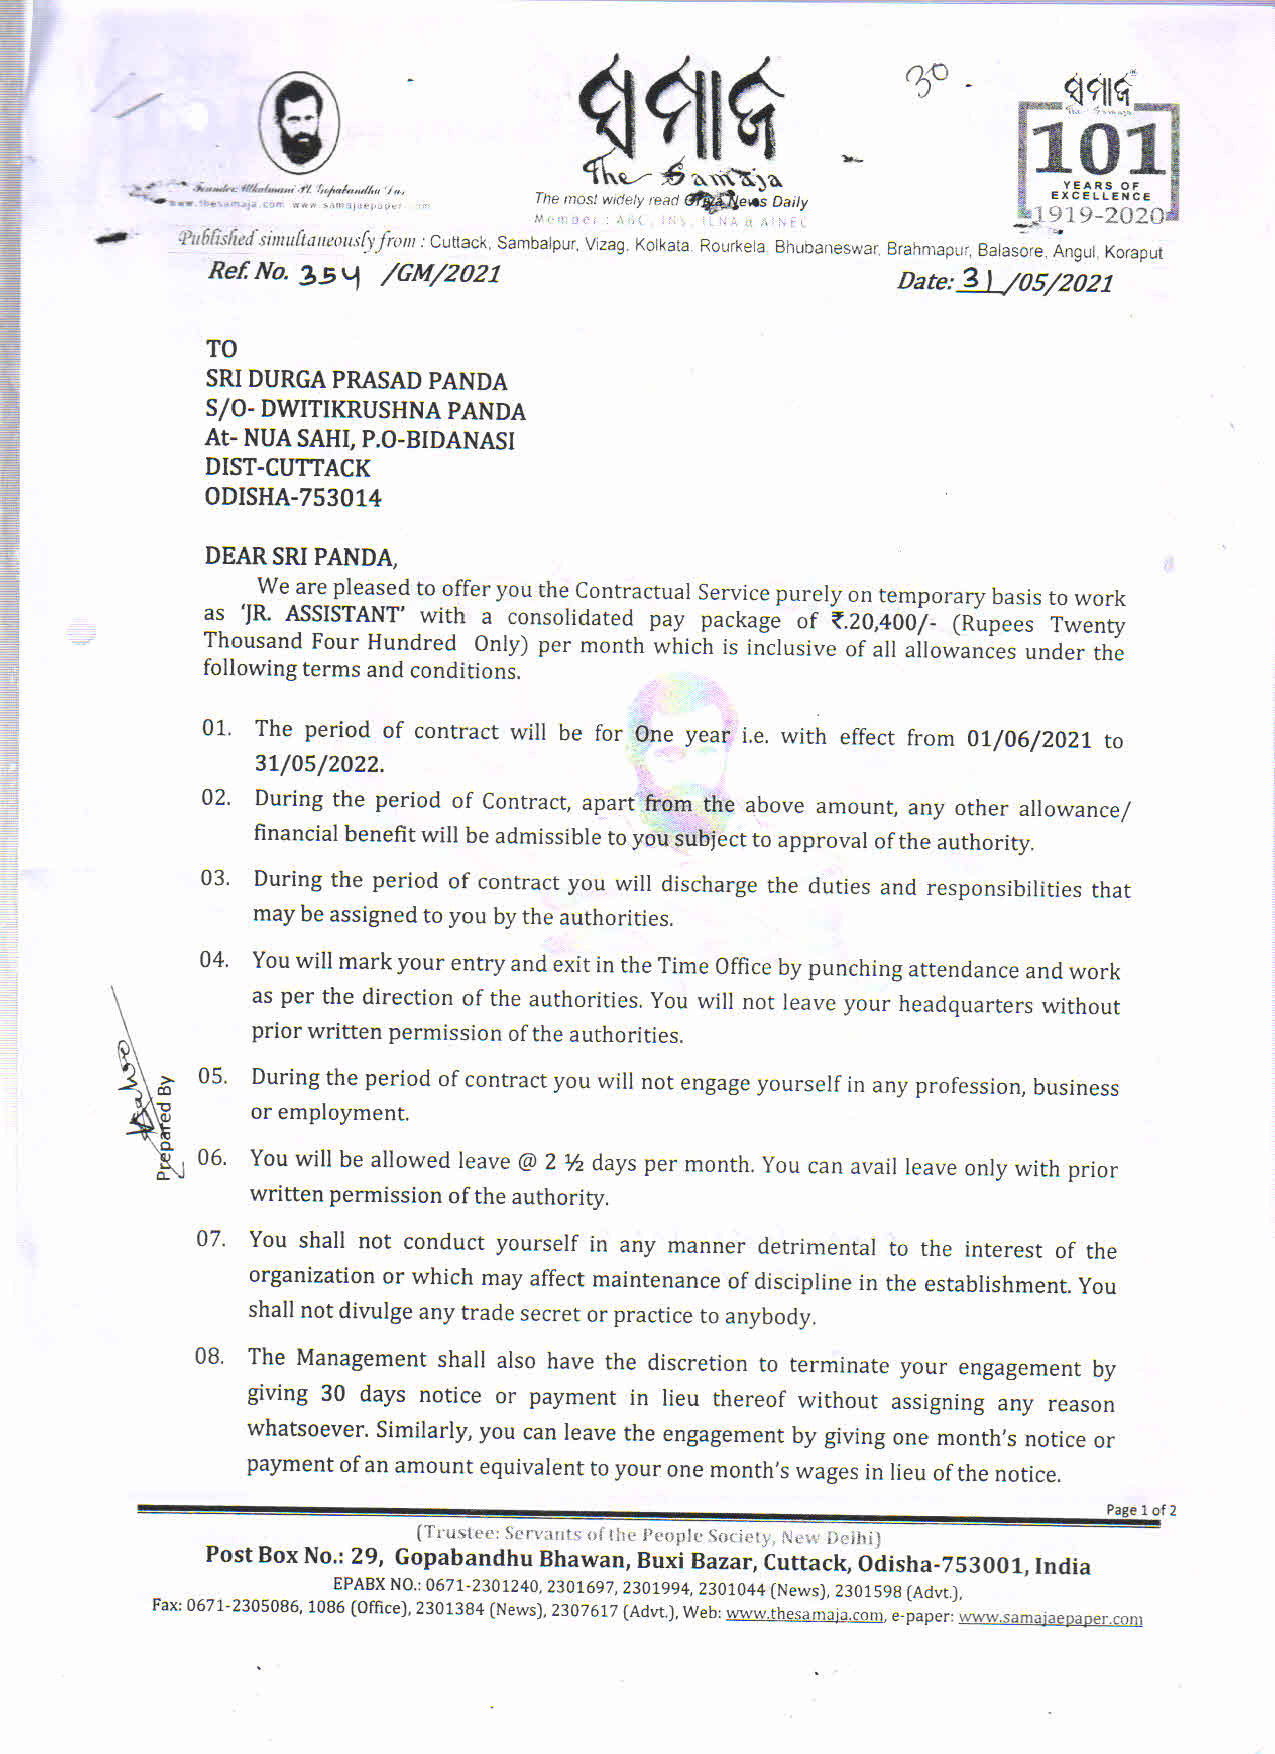 ସମାଜ
The Samaja
The most widely read News Daily
Member : ABC, INS, ILNA & AINEC
30
ସମାଜ
The Samaja
101
YEARS OF
EXCELLENCE
1919-2020
Founder: Utkalmani Pt. Gopabandhu Das
www.thesamaja.com www.samajaepaper.com
Published simultaneously from : Cuttack, Sambalpur, Vizag, Kolkata, Rourkela, Bhubaneswar, Brahmapur, Balasore, Angul, Koraput
Ref. No. 354 /GM/2021
Date: 31/05/2021
TO
SRI DURGA PRASAD PANDA
S/O- DWITIKRUSHNA PANDA
At- NUA SAHI, P.O-BIDANASI
DIST-CUTTACK
ODISHA-753014
DEAR SRI PANDA,
We are pleased to offer you the Contractual Service purely on temporary basis to work
as 'JR. ASSISTANT' with a consolidated pay package of ₹.20,400/- (Rupees Twenty
Thousand Four Hundred Only) per month which is inclusive of all allowances under the
following terms and conditions.
01. The period of contract will be for One year i.e. with effect from 01/06/2021 to
31/05/2022.
02. During the period of Contract, apart from the above amount, any other allowance/
financial benefit will be admissible to you subject to approval of the authority.
03. During the period of contract you will discharge the duties and responsibilities that
may be assigned to you by the authorities.
04. You will mark your entry and exit in the Time Office by punching attendance and work
as per the direction of the authorities. You will not leave your headquarters without
prior written permission of the authorities.
05. During the period of contract you will not engage yourself in any profession, business
or employment.
Prepared By
06. You will be allowed leave @ 2 ½ days per month. You can avail leave only with prior
written permission of the authority.
07. You shall not conduct yourself in any manner detrimental to the interest of the
organization or which may affect maintenance of discipline in the establishment. You
shall not divulge any trade secret or practice to anybody.
08. The Management shall also have the discretion to terminate your engagement by
giving 30 days notice or payment in lieu thereof without assigning any reason
whatsoever. Similarly, you can leave the engagement by giving one month's notice or
payment of an amount equivalent to your one month's wages in lieu of the notice.
Page 1 of 2
(Trustee: Servants of the People Society, New Delhi)
Post Box No.: 29, Gopabandhu Bhawan, Buxi Bazar, Cuttack, Odisha-753001, India
EPABX NO.: 0671-2301240, 2301697, 2301994, 2301044 (News), 2301598 (Advt.),
Fax: 0671-2305086, 1086 (Office), 2301384 (News), 2307617 (Advt.), Web: www.thesamaja.com, e-paper: www.samajaepaper.com